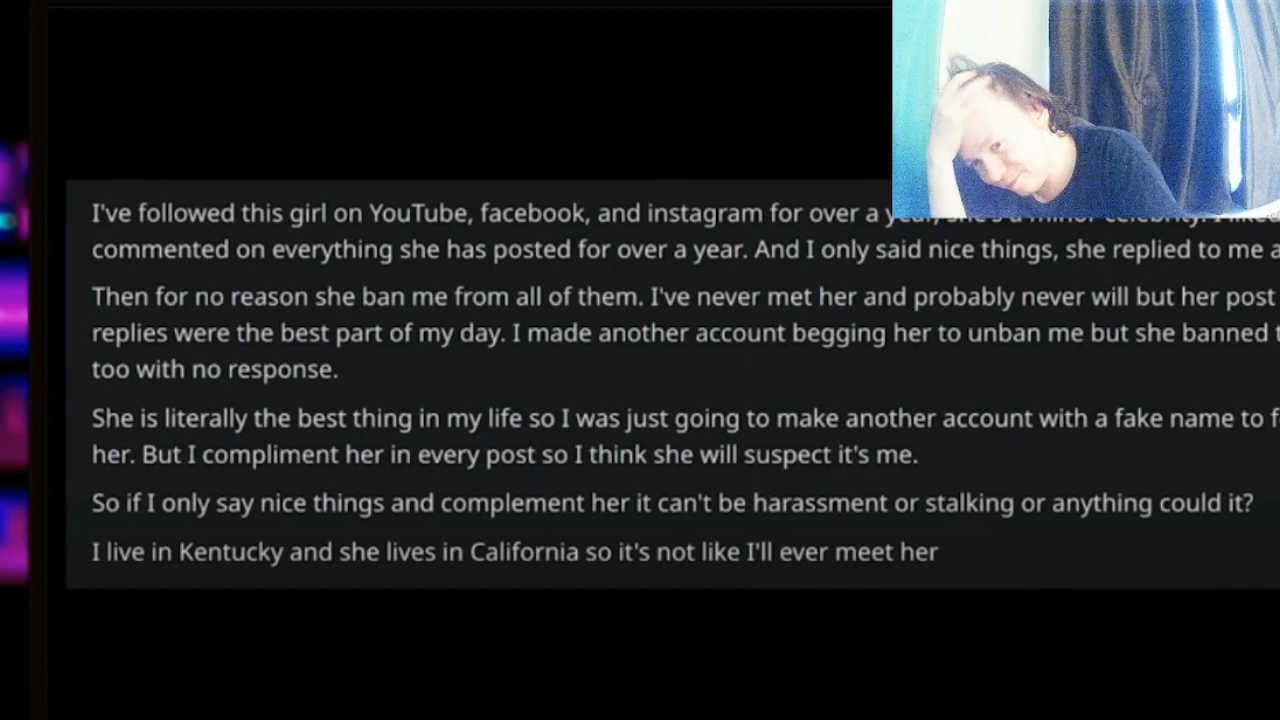 I've followed this girl on YouTube, facebook, and instagram for over a
commented on everything she has posted for over a year. And I only said nice things, she replied to me a
Then for no reason she ban me from all of them. I've never met her and probably never will but her post
replies were the best part of my day. I made another account begging her to unban me but she banned
too with no response.
She is literally the best thing in my life so I was just going to make another account with a fake name to
her. But I compliment her in every post so I think she will suspect it's me.
So if I only say nice things and complement her it can't be harassment or stalking or anything could it?
I live in Kentucky and she lives in California so it's not like I'll ever meet her